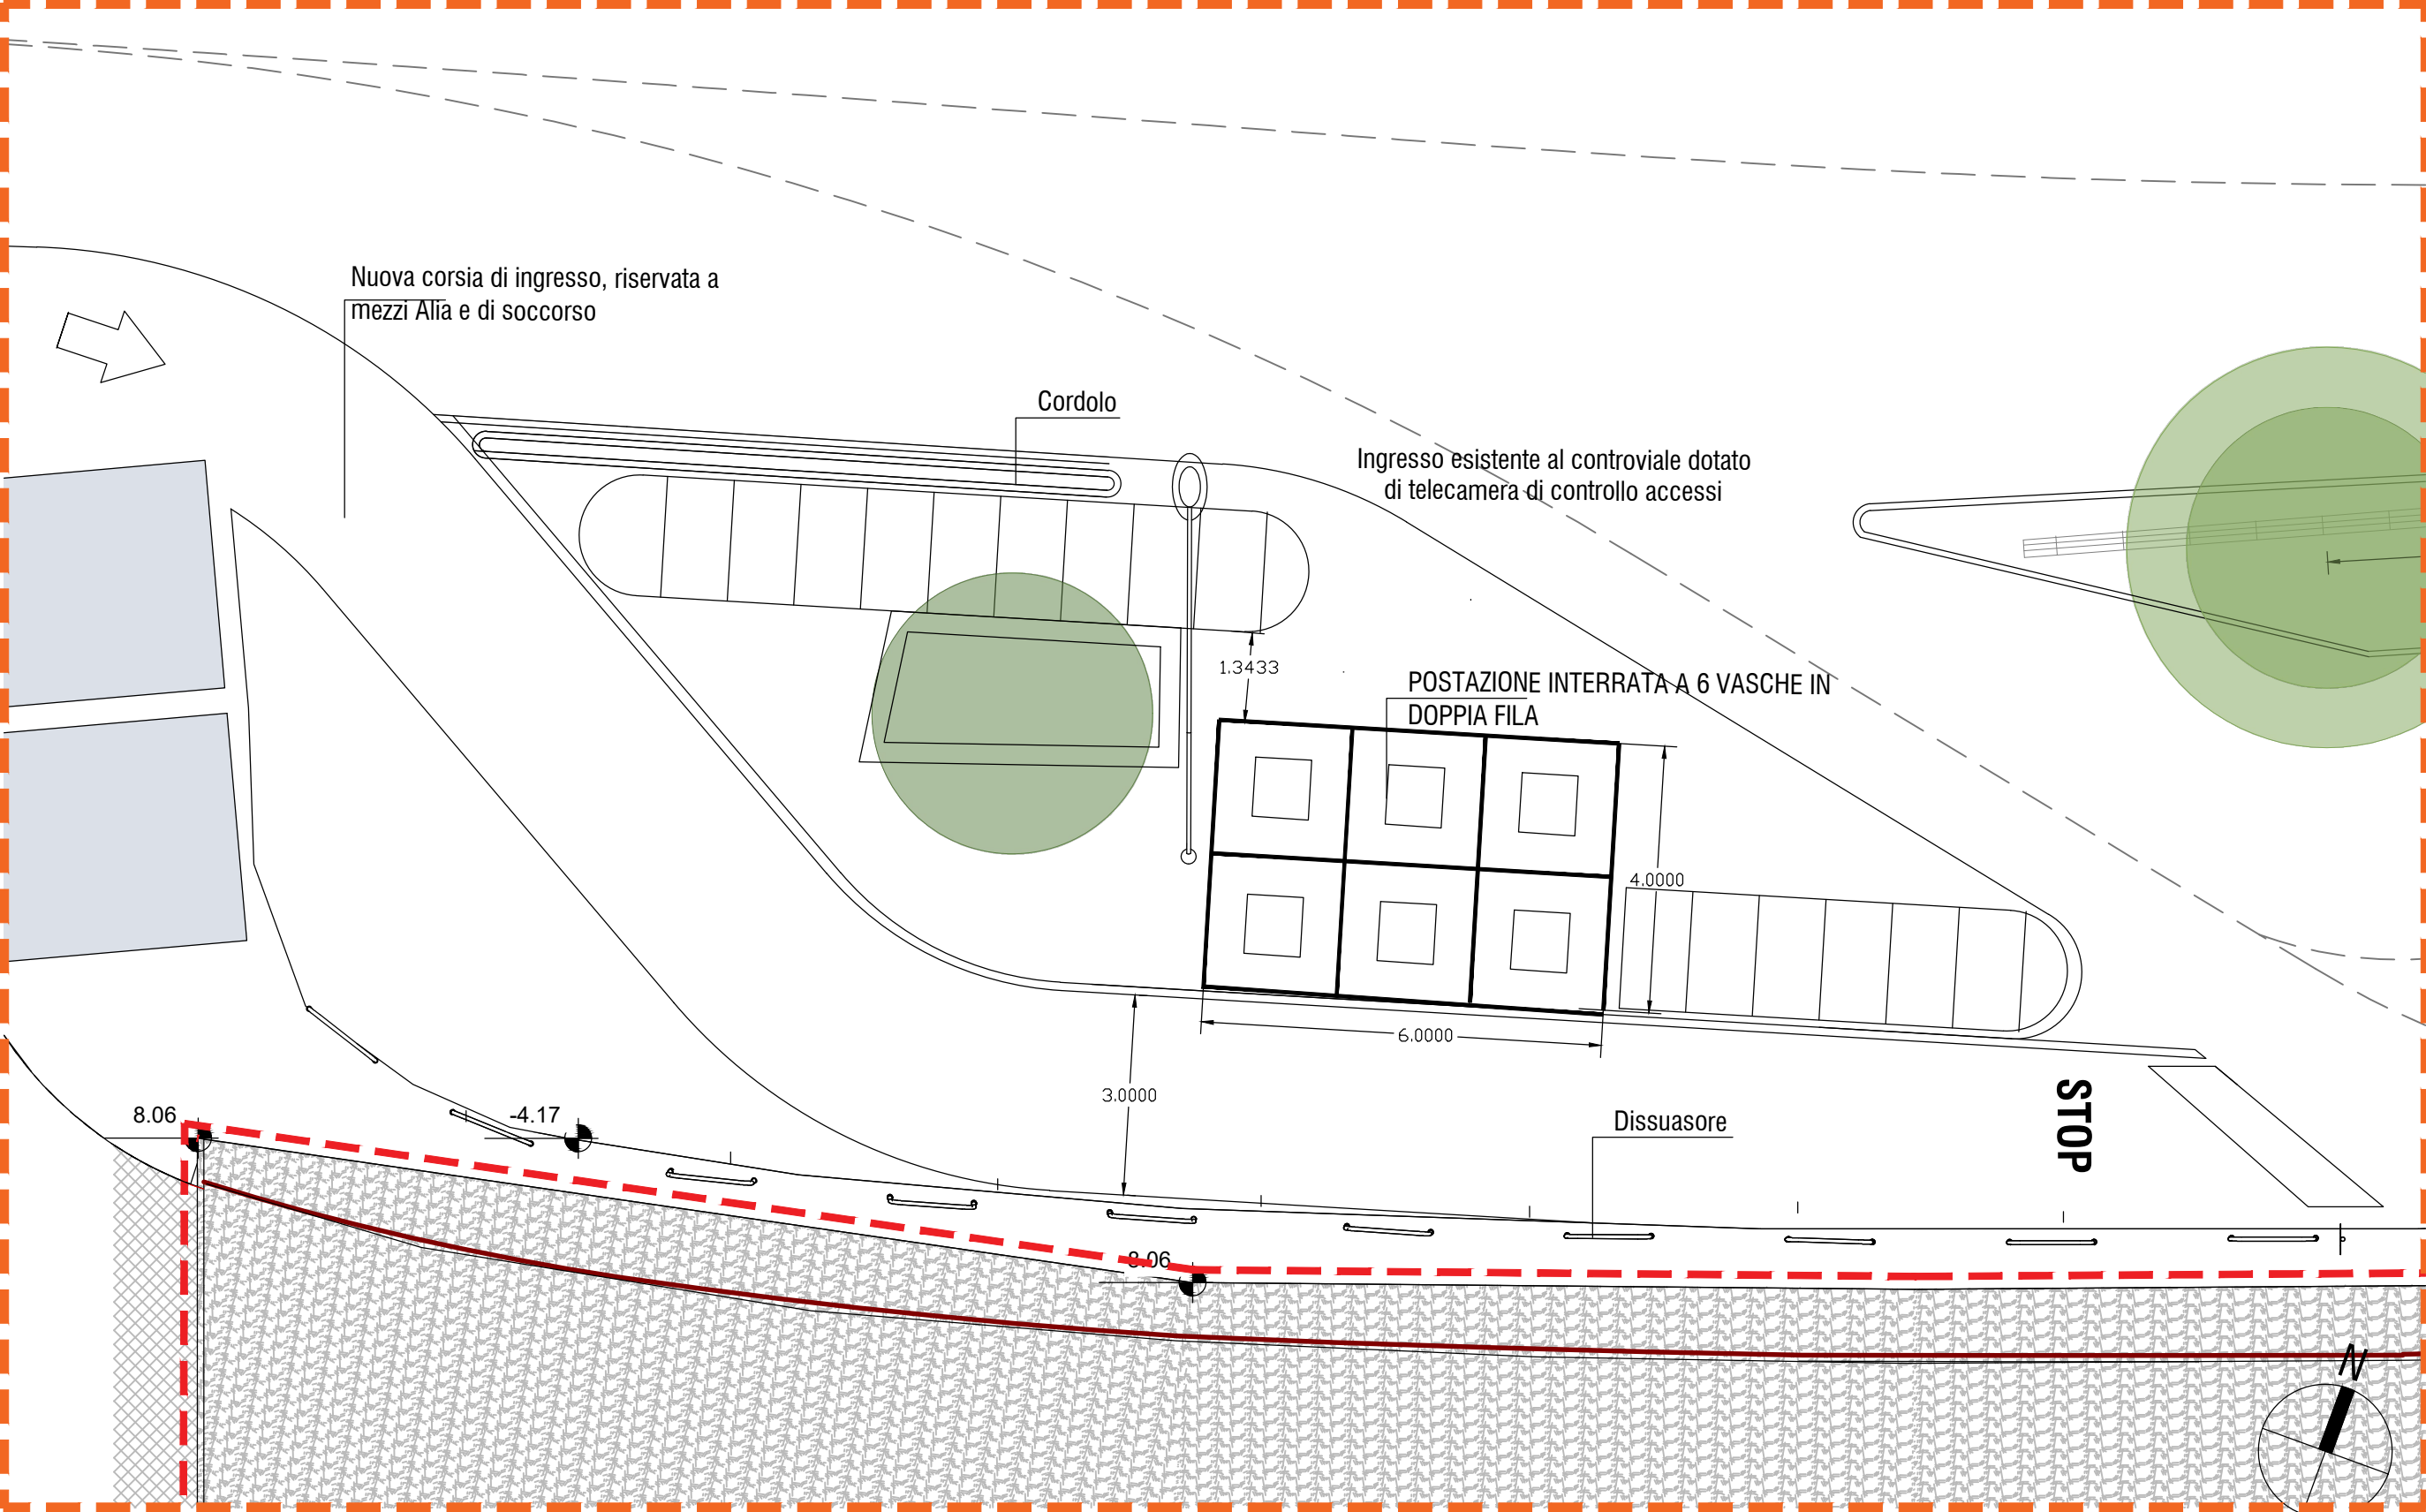 Nuova corsia di ingresso, riservata a
mezzi Alia e di soccorso
Cordolo
Ingresso esistente al controviale dotato
di telecamera di controllo accessi
1.3433
POSTAZIONE INTERRATA A 6 VASCHE IN
DOPPIA FILA
4.0000
6.0000
3.0000
STOP
8.06
-4.17
Dissuasore
8.06
N